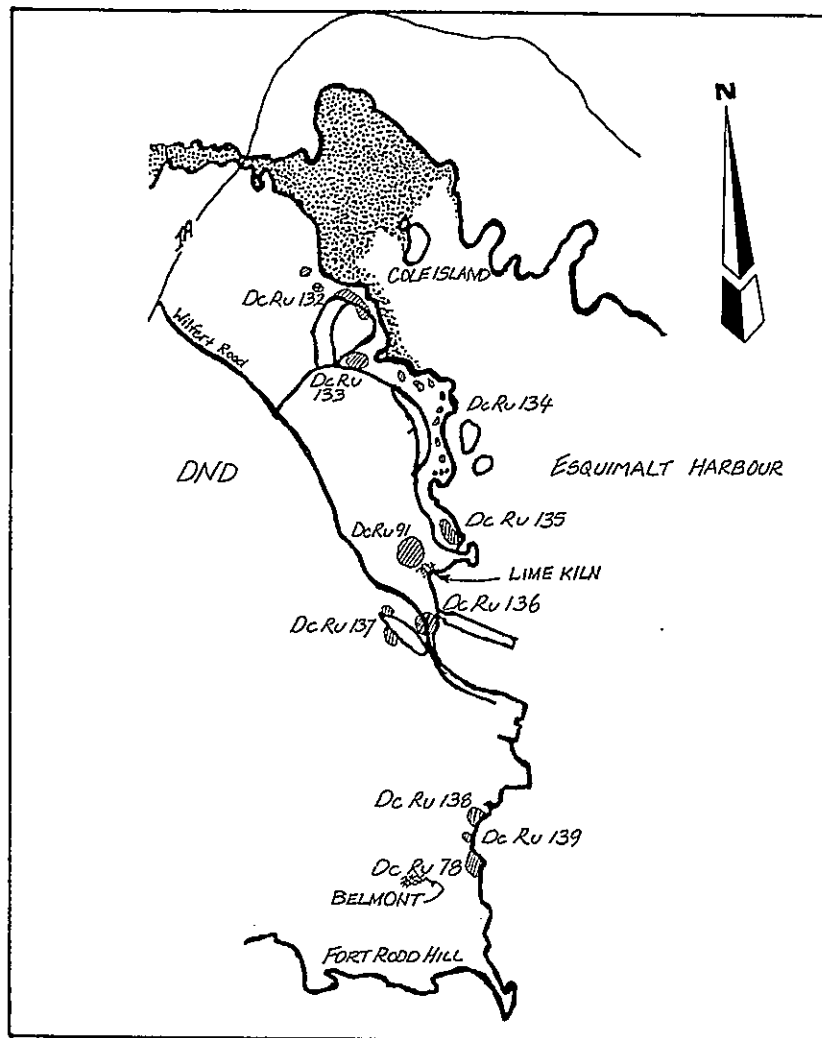 N
COLE ISLAND
DcRu 132
1A
Wilfert Road
DcRu
133
DcRu 134
DND
ESQUIMALT HARBOUR
DcRu 135
DcRu 91
LIME KILN
DcRu 136
DcRu 137
DcRu 138
DcRu 139
DcRu 78
BELMONT
FORT RODD HILL